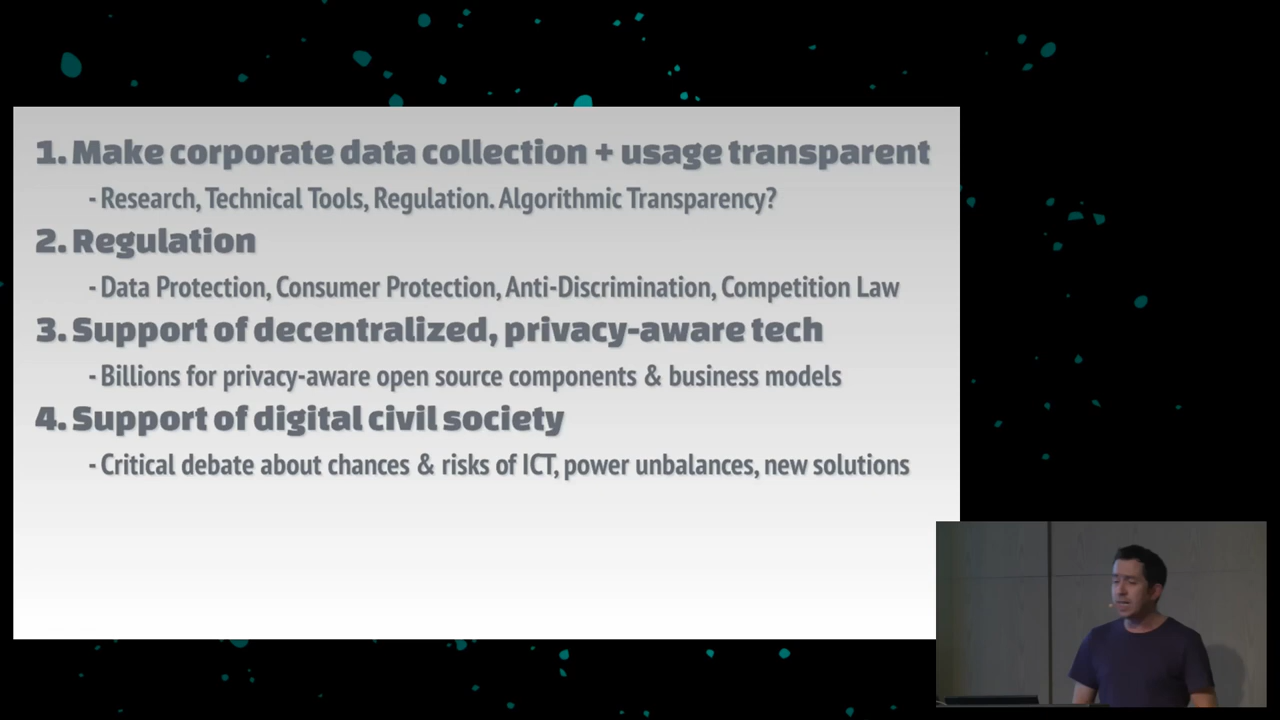 1. Make corporate data collection + usage transparent
- Research, Technical Tools, Regulation. Algorithmic Transparency?
2. Regulation
- Data Protection, Consumer Protection, Anti-Discrimination, Competition Law
3. Support of decentralized, privacy-aware tech
- Billions for privacy-aware open source components & business models
4. Support of digital civil society
- Critical debate about chances & risks of ICT, power unbalances, new solutions